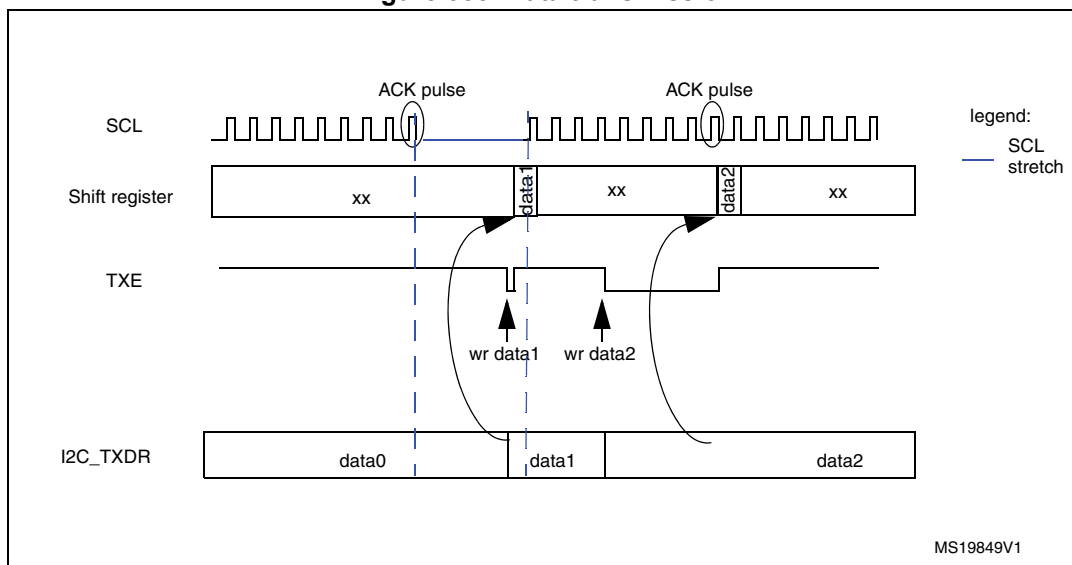 ACK pulse
ACK pulse
SCL
legend:
SCL
stretch
Shift register
xx
data1
xx
data2
xx
TXE
wr data1
wr data2
I2C_TXDR
data0
data1
data2
MS19849V1